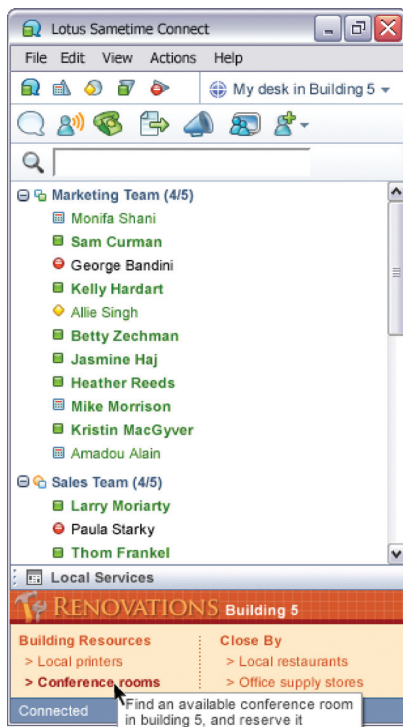 Lotus Sametime Connect
File Edit View Actions Help
My desk in Building 5
Marketing Team (4/5)
Monifa Shani
Sam Curman
George Bandini
Kelly Hardart
Allie Singh
Betty Zechman
Jasmine Haj
Heather Reeds
Mike Morrison
Kristin MacGyver
Amadou Alain
Sales Team (4/5)
Larry Moriarty
Paula Starky
Thom Frankel
Local Services
RENOVATIONS Building 5
Building Resources Close By
> Local printers > Local restaurants
> Conference rooms > Office supply stores
Connected
Find an available conference room
in building 5, and reserve it